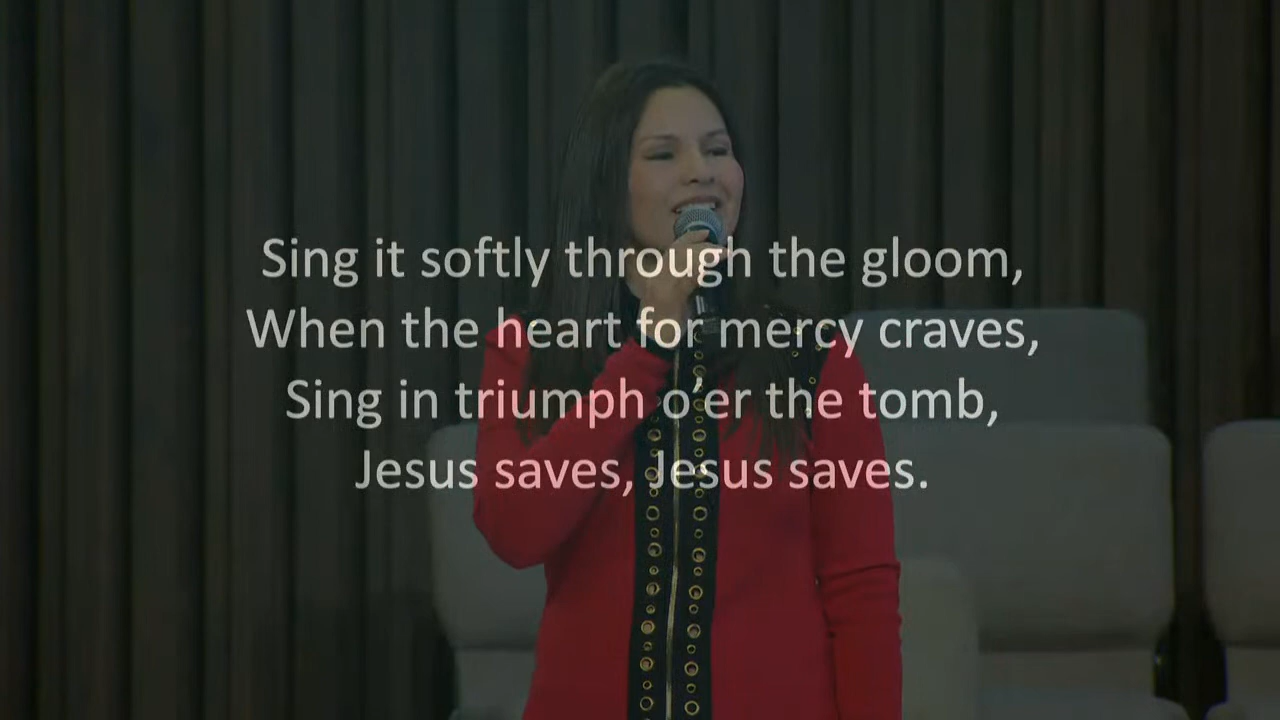 Sing it softly through the gloom,
When the heart for mercy craves,
Sing in triumph o’er the tomb,
Jesus saves, Jesus saves.